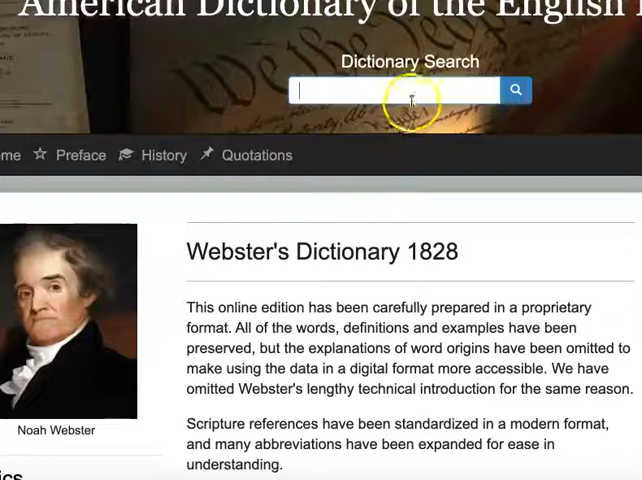 American Dictionary of the English
We the Peop
Dictionary Search
me Preface History Quotations
Webster's Dictionary 1828
This online edition has been carefully prepared in a proprietary
format. All of the words, definitions and examples have been
preserved, but the explanations of word origins have been omitted to
make using the data in a digital format more accessible. We have
omitted Webster's lengthy technical introduction for the same reason.
Noah Webster
Scripture references have been standardized in a modern format,
and many abbreviations have been expanded for ease in
understanding.
ics